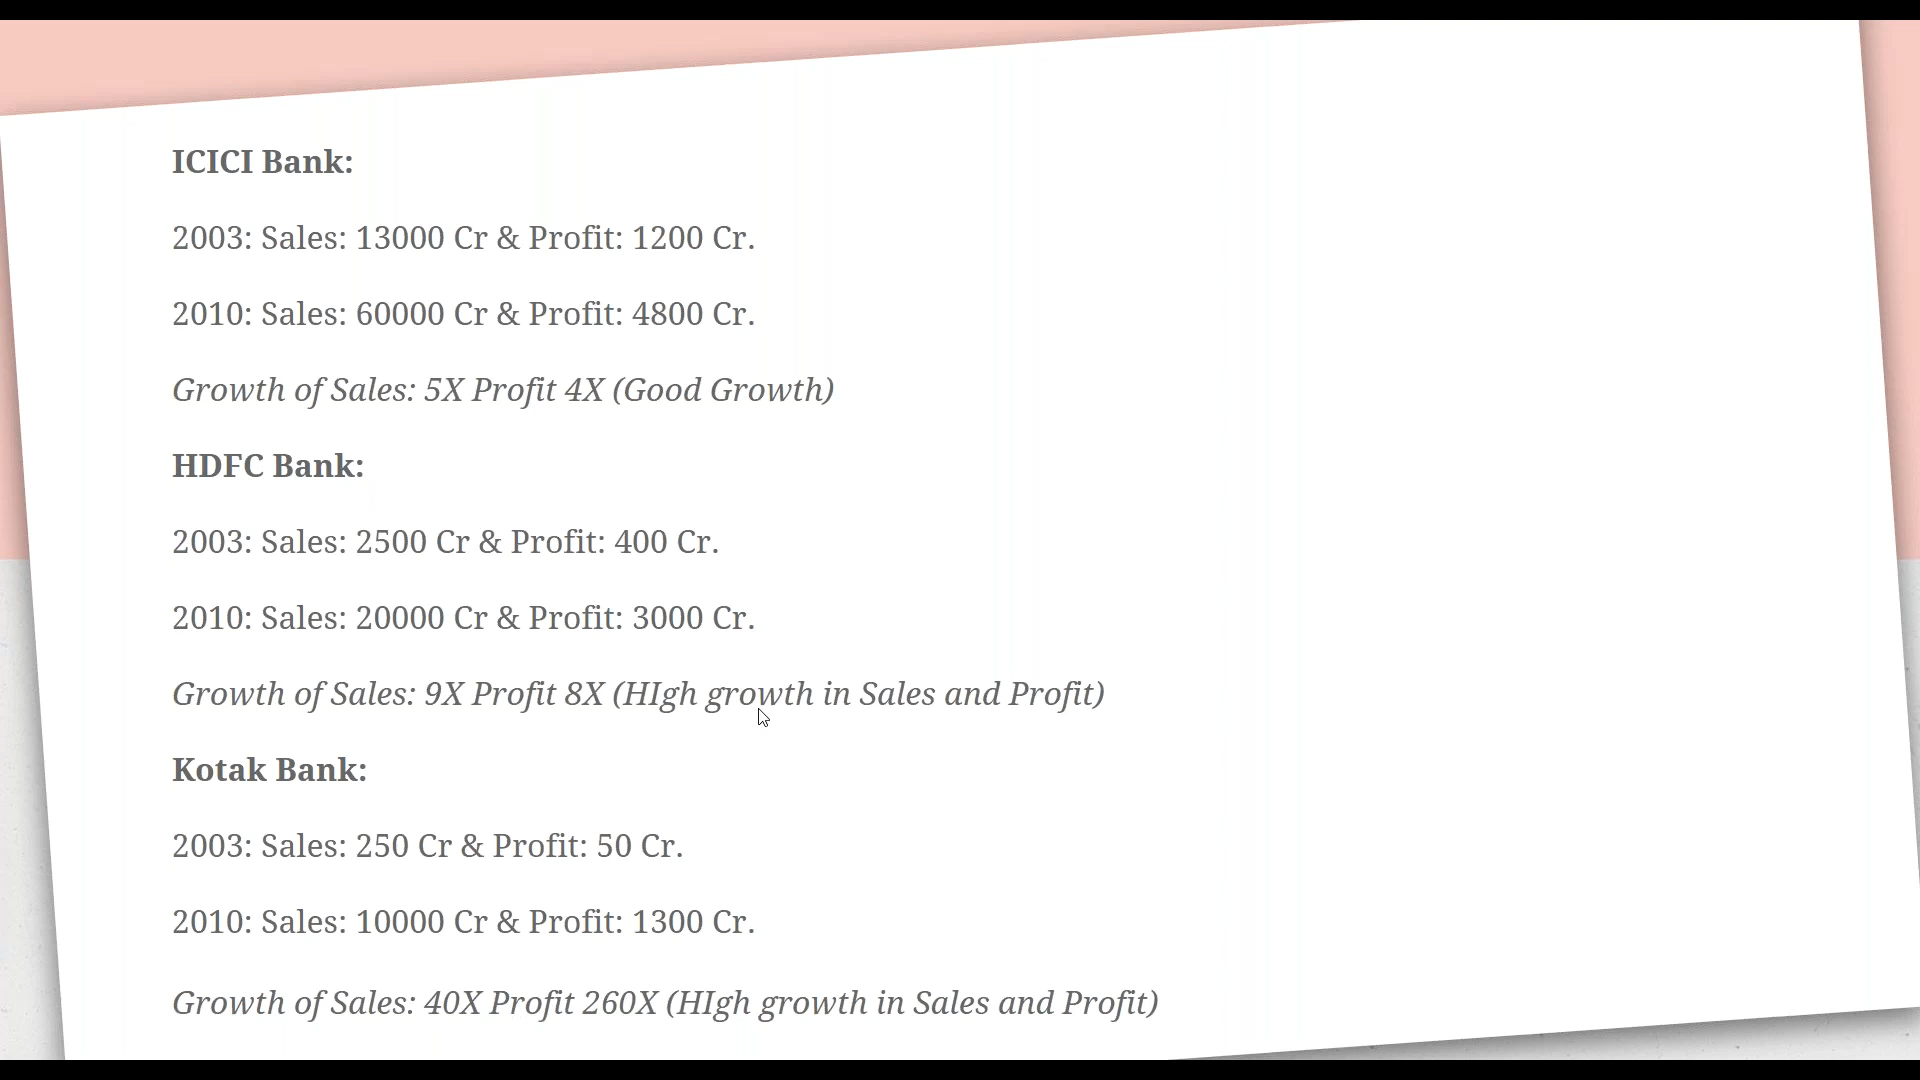 ICICI Bank:
2003: Sales: 13000 Cr & Profit: 1200 Cr.
2010: Sales: 60000 Cr & Profit: 4800 Cr.
Growth of Sales: 5X Profit 4X (Good Growth)
HDFC Bank:
2003: Sales: 2500 Cr & Profit: 400 Cr.
2010: Sales: 20000 Cr & Profit: 3000 Cr.
Growth of Sales: 9X Profit 8X (HIgh growth in Sales and Profit)
Kotak Bank:
2003: Sales: 250 Cr & Profit: 50 Cr.
2010: Sales: 10000 Cr & Profit: 1300 Cr.
Growth of Sales: 40X Profit 260X (HIgh growth in Sales and Profit)